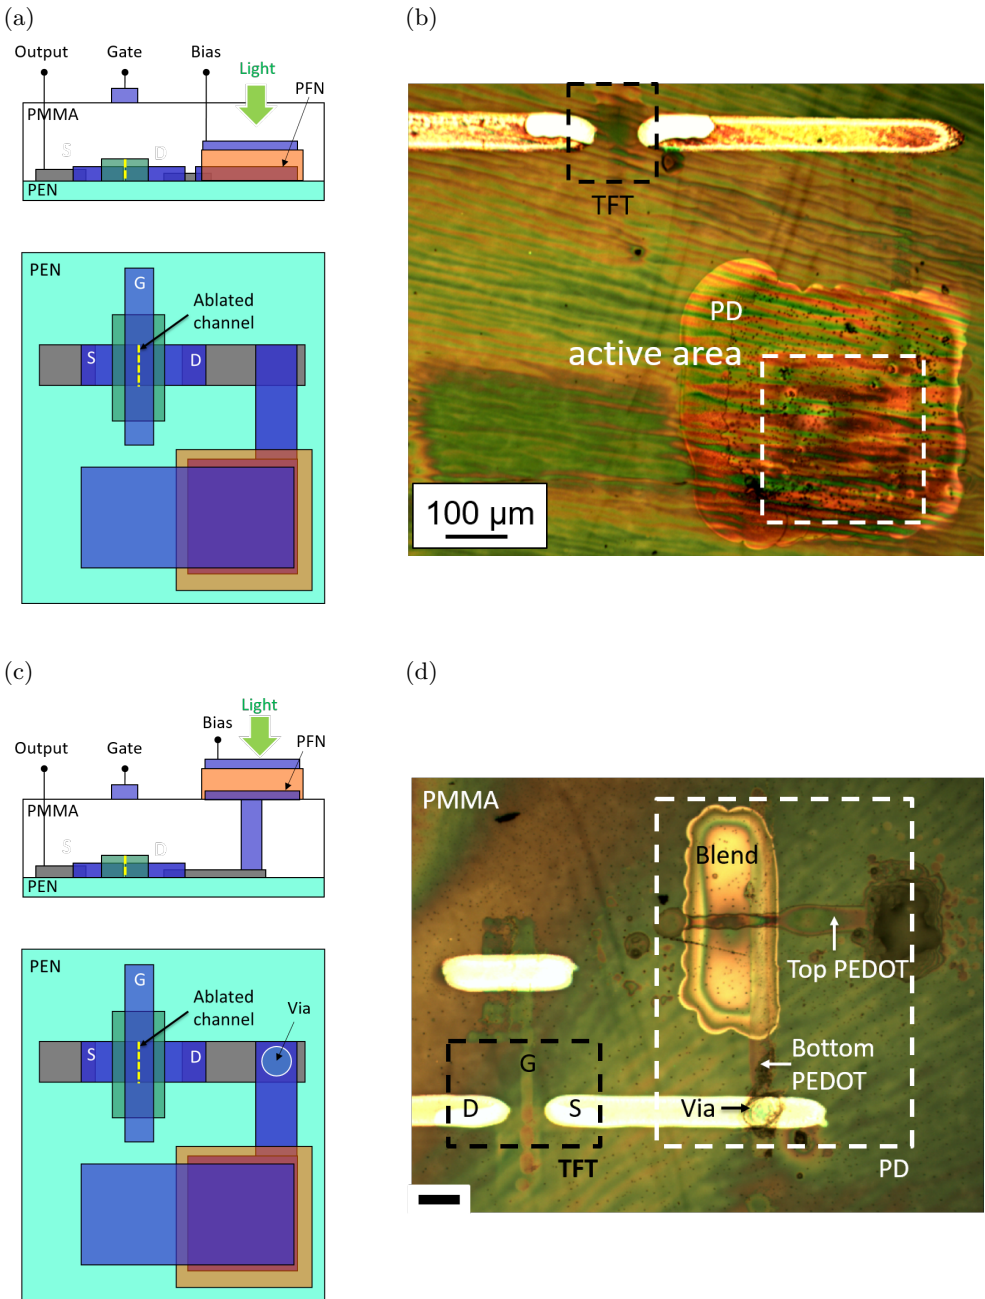 (a)
Output
Gate
Bias
Light
PFN
PMMA
S
D
PEN
PEN
G
Ablated
channel
S
D
(b)
TFT
PD
active area
100 µm
(c)
Light
Bias
Output
Gate
PFN
PMMA
S
D
PEN
PEN
G
Ablated
channel
Via
S
D
(d)
PMMA
Blend
Top PEDOT
G
Bottom
PEDOT
D
S
Via
TFT
PD